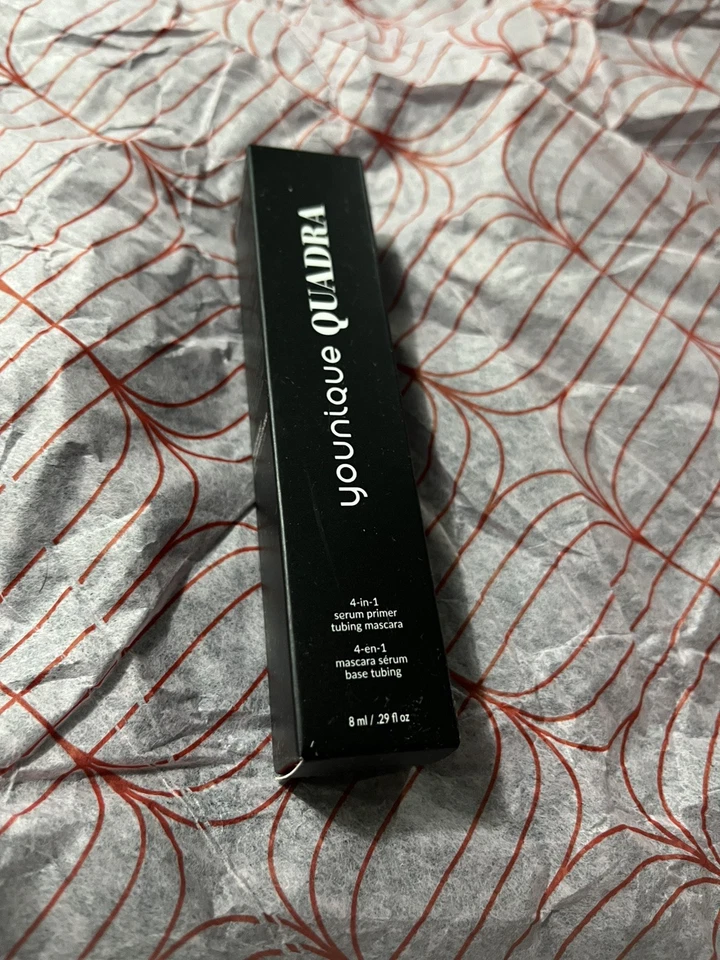 younique QUADRA
4-in-1
serum primer
tubing mascara
4-en-1
mascara sérum
base tubing
8 ml / .29 fl oz